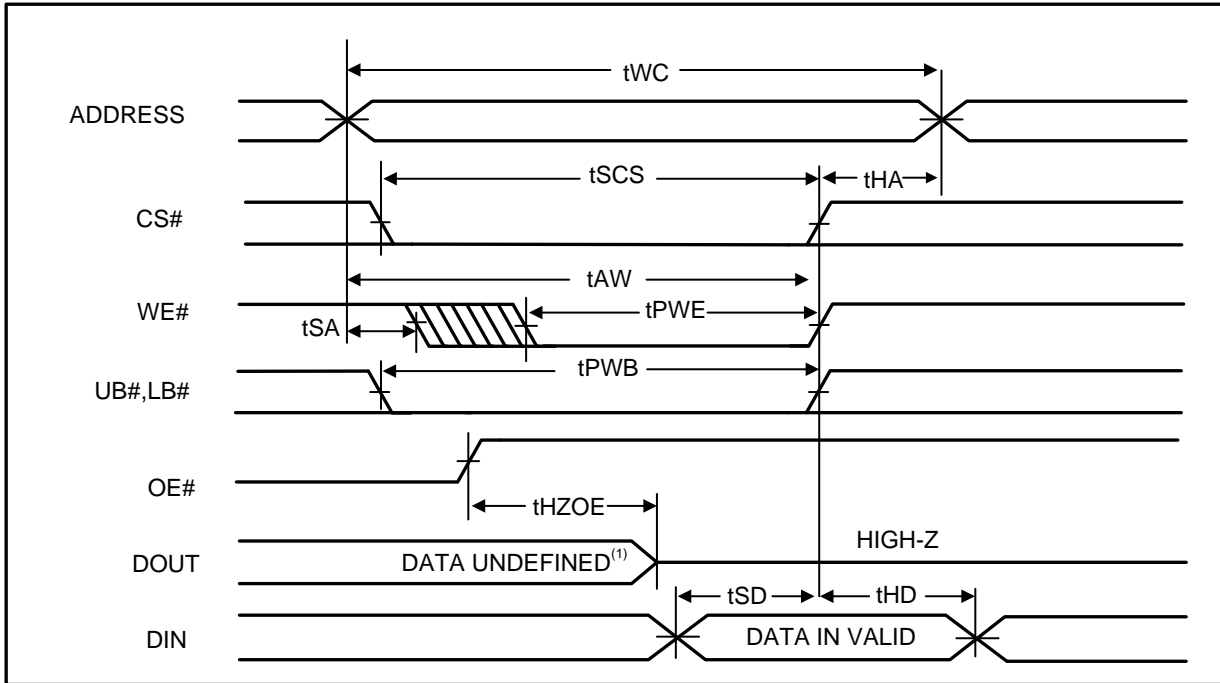 tWC
ADDRESS
tSCS
tHA
CS#
tAW
WE#
tPWE
tSA
tPWB
UB#,LB#
OE#
tHZOE
HIGH-Z
DOUT
DATA UNDEFINED(1)
tSD
tHD
DIN
DATA IN VALID